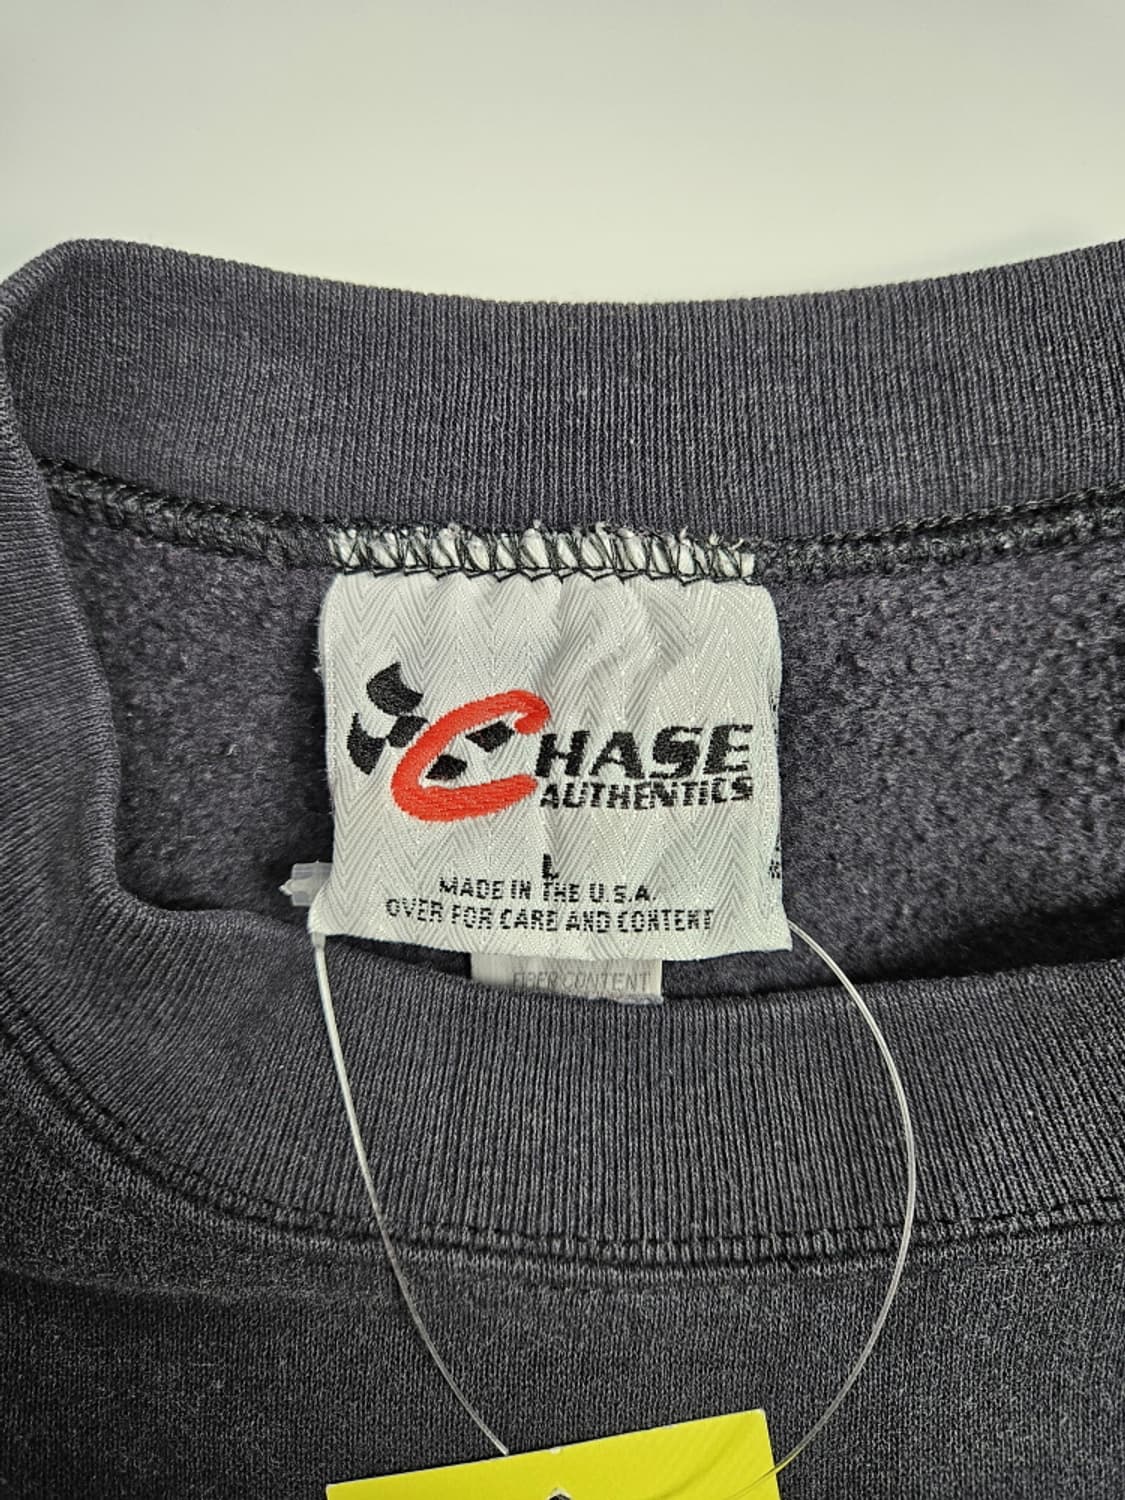 CHASE
AUTHENTICS
L
MADE IN THE U.S.A.
OVER FOR CARE AND CONTENT
FIBER CONTENT